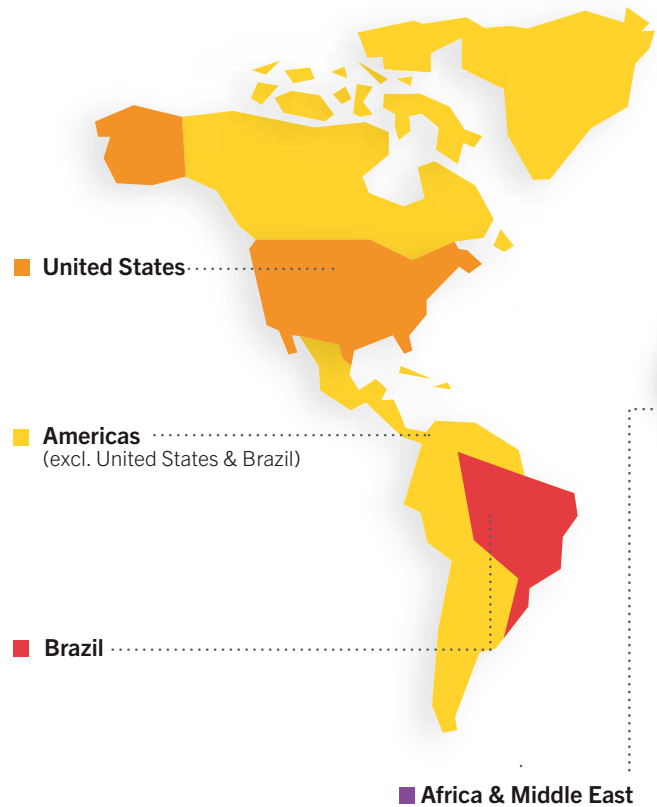 United States
Americas
(excl. United States & Brazil)
Brazil
Africa & Middle East